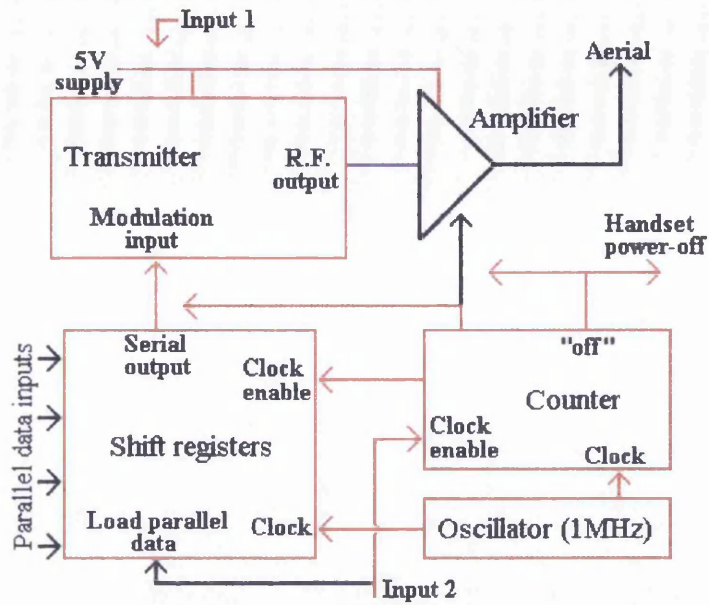 Input 1
5V
supply
Aerial
Amplifier
Transmitter
R.F.
output
Modulation
input
Handset
power-off
Serial
output
"off"
Clock
enable
Counter
Clock
enable
Clock
Parallel data inputs
Shift registers
Load parallel
data
Clock
Oscillator (1MHz)
Input 2